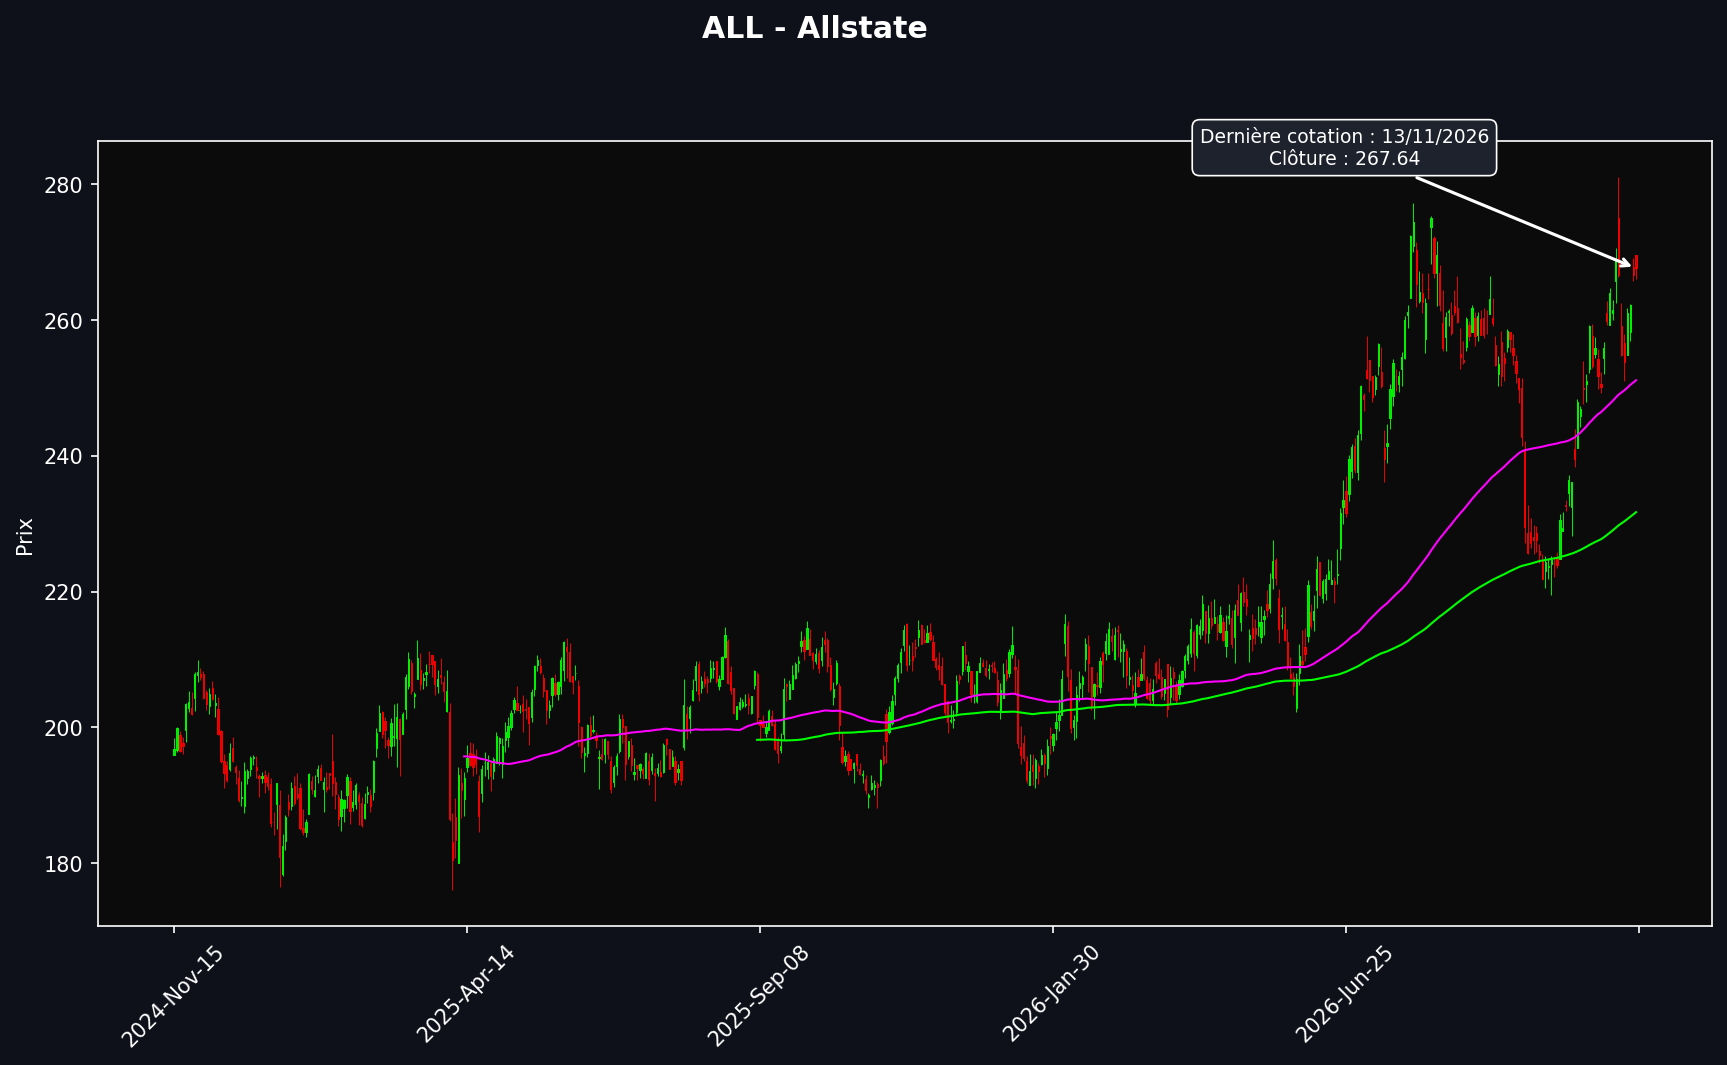 ALL - Allstate
Dernière cotation : 13/11/2026
Clôture : 267.64
280
260
240
220
200
180
Prix
2024-Nov-15
2025-Apr-14
2025-Sep-08
2026-Jan-30
2026-Jun-25